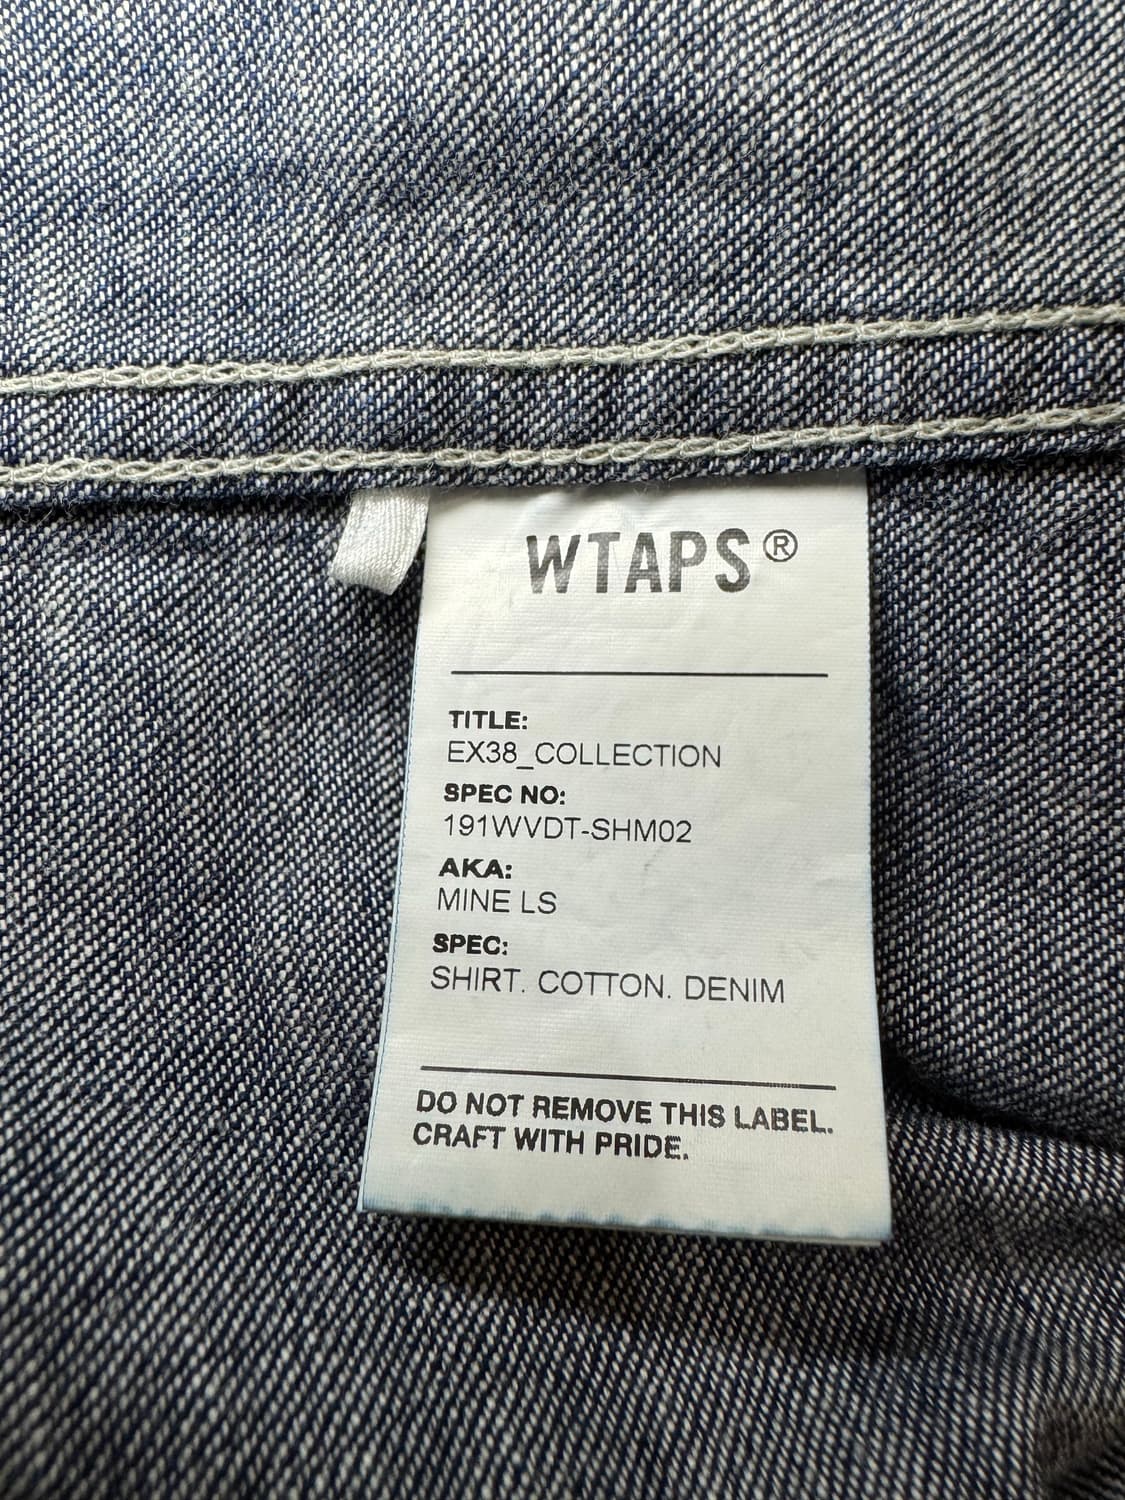 WTAPS®
TITLE:
EX38_COLLECTION
SPEC NO:
191WVDT-SHM02
AKA:
MINE LS
SPEC:
SHIRT. COTTON. DENIM
DO NOT REMOVE THIS LABEL.
CRAFT WITH PRIDE.